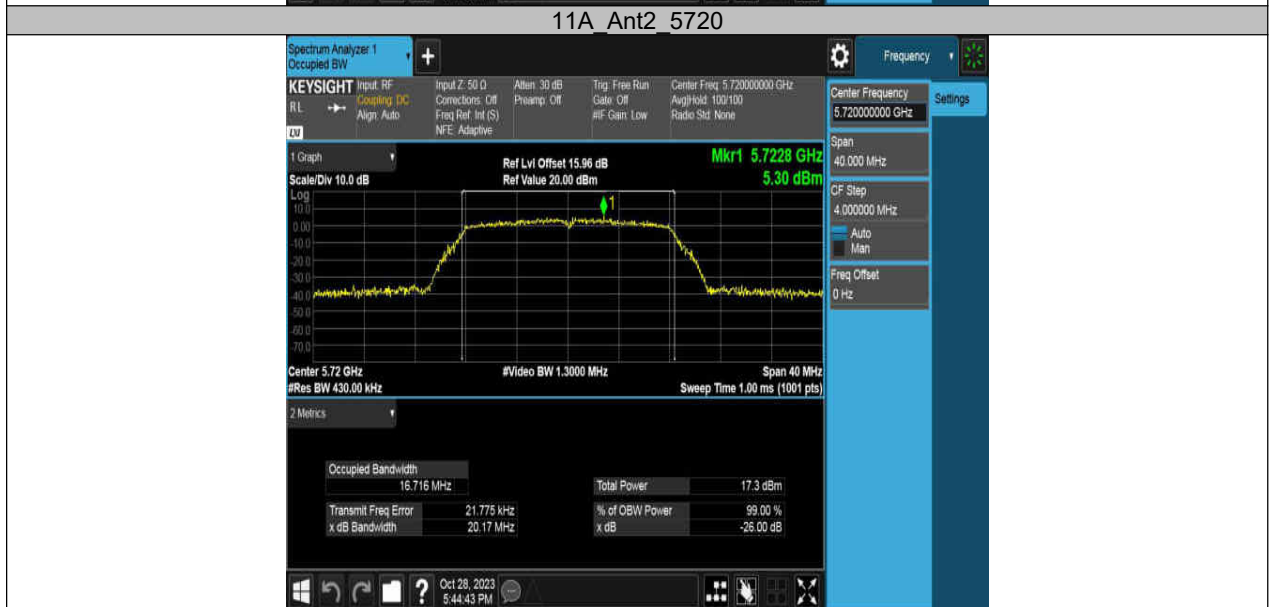 11A_Ant2_5720
Spectrum Analyzer 1
Occupied BW
+
Frequency
KEYSIGHT
RL
LXI
Input: RF
Coupling: DC
Align: Auto
Input Z: 50 Ω
Corrections: Off
Freq Ref: Int (S)
NFE: Adaptive
Atten: 30 dB
Preamp: Off
Trig: Free Run
Gate: Off
#IF Gain: Low
Center Freq: 5.720000000 GHz
Avg|Hold: 100/100
Radio Std: None
Center Frequency
5.720000000 GHz
Settings
Span
40.000 MHz
CF Step
4.000000 MHz
Auto
Man
Freq Offset
0 Hz
1 Graph
Scale/Div 10.0 dB
Ref Lvl Offset 15.96 dB
Ref Value 20.00 dBm
Mkr1 5.7228 GHz
5.30 dBm
Log
10.0
0.00
-10.0
-20.0
-30.0
-40.0
-50.0
-60.0
-70.0
1
Center 5.72 GHz
#Res BW 430.00 kHz
#Video BW 1.3000 MHz
Span 40 MHz
Sweep Time 1.00 ms (1001 pts)
2 Metrics
Occupied Bandwidth
16.716 MHz
Total Power 17.3 dBm
Transmit Freq Error 21.775 kHz
% of OBW Power 99.00 %
x dB Bandwidth 20.17 MHz
x dB -26.00 dB
?
Oct 28, 2023
5:44:43 PM